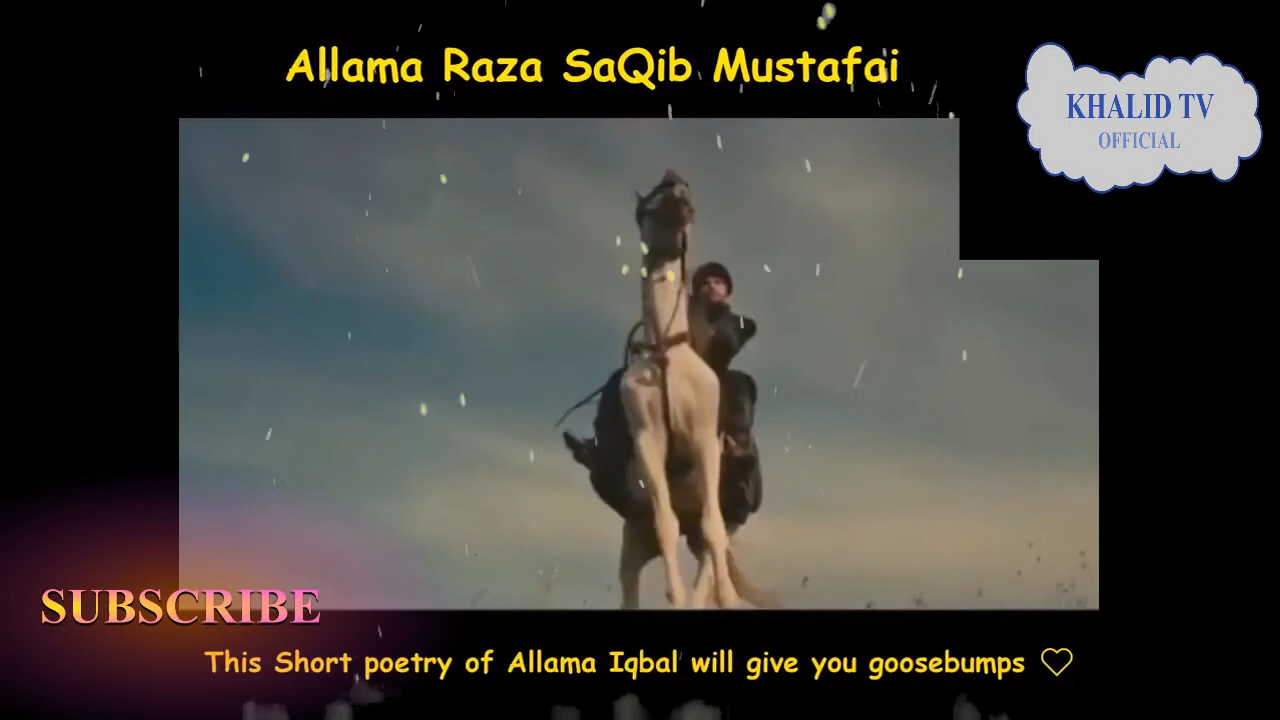 Allama Raza SaQib Mustafai
KHALID TV
OFFICIAL
SUBSCRIBE
This Short poetry of Allama Iqbal will give you goosebumps ♡